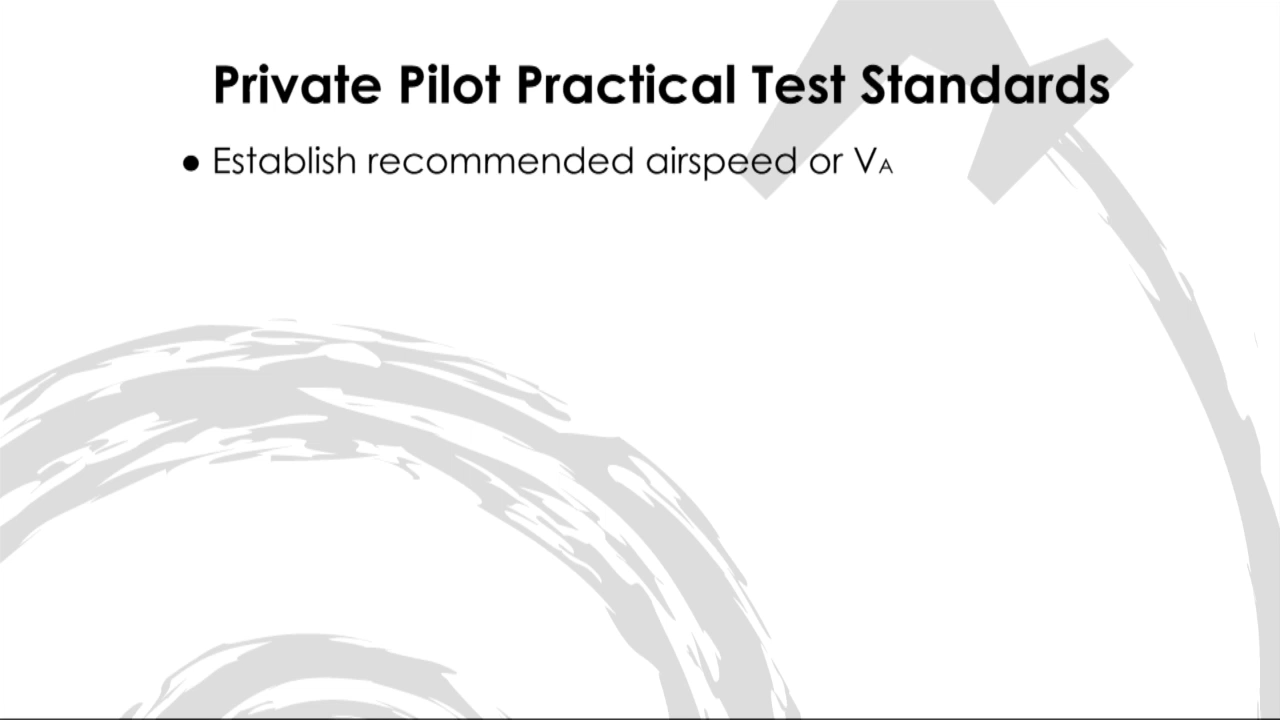 Private Pilot Practical Test Standards
● Establish recommended airspeed or VA